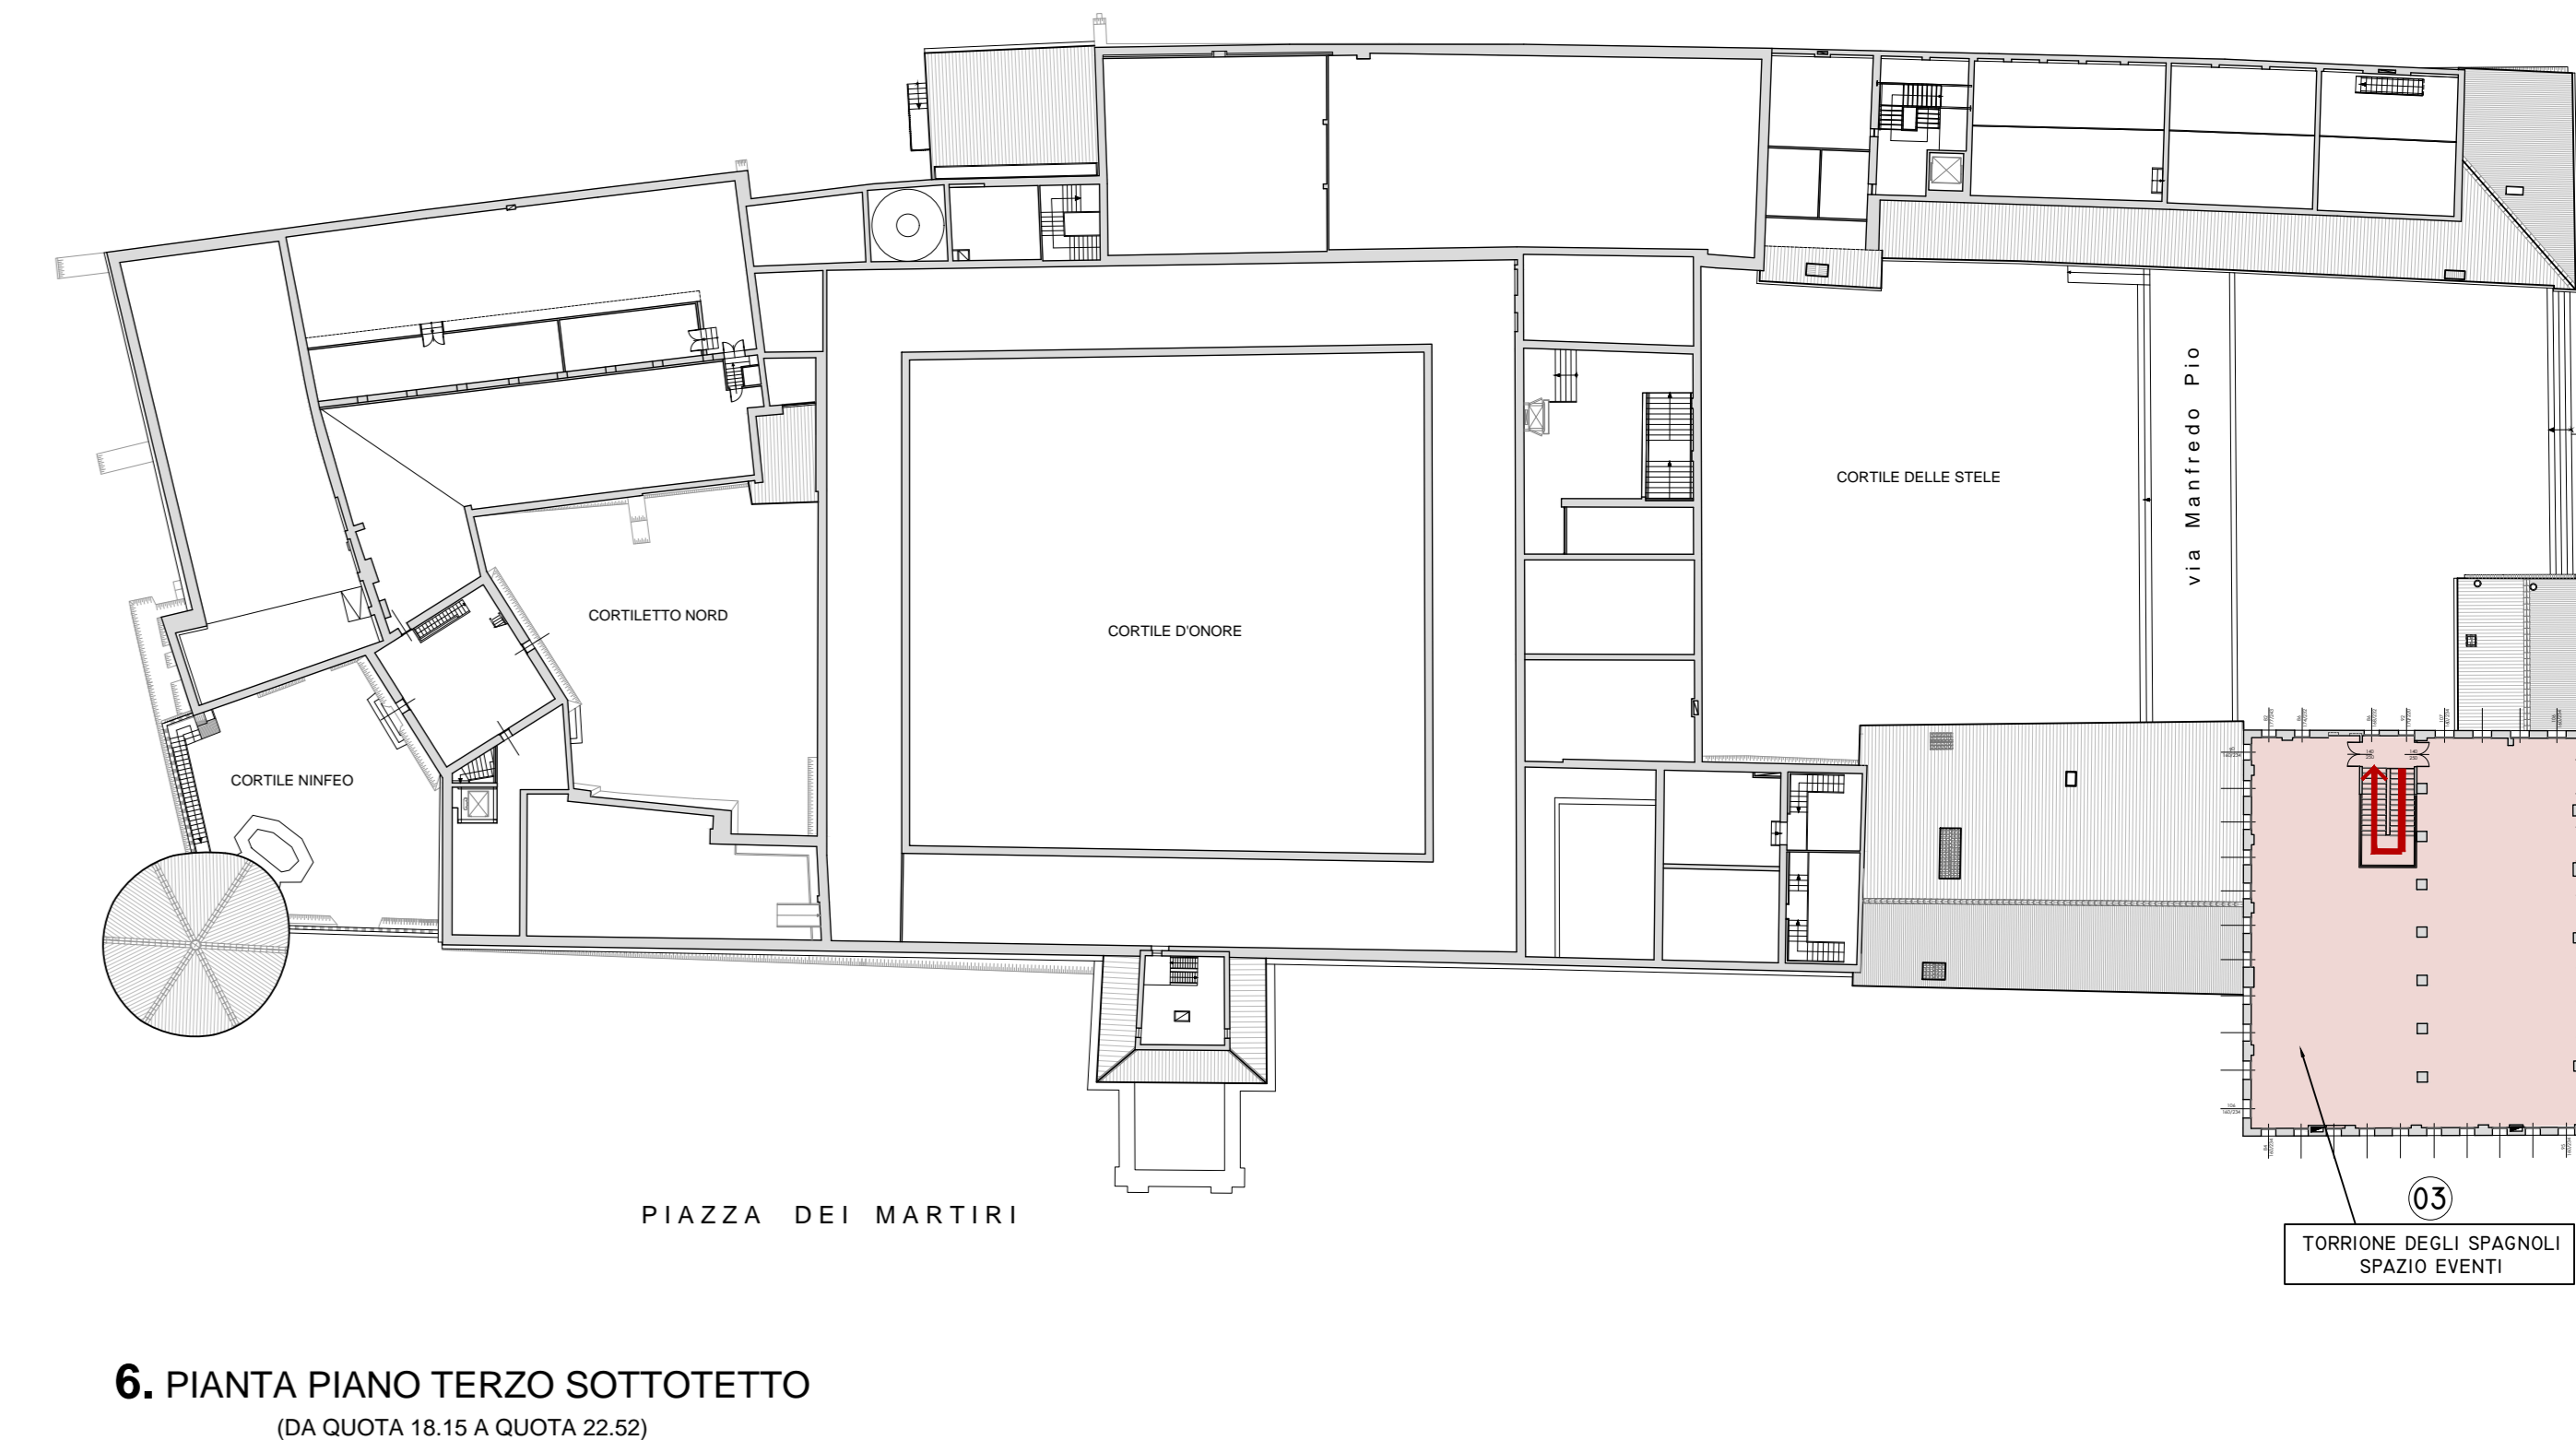 via Manfredo Pio
CORTILE DELLE STELE
CORTILETTO NORD
CORTILE D'ONORE
CORTILE NINFEO
PIAZZA DEI MARTIRI
03
TORRIONE DEGLI SPAGNOLI
SPAZIO EVENTI
6. PIANTA PIANO TERZO SOTTOTETTO
(DA QUOTA 18.15 A QUOTA 22.52)